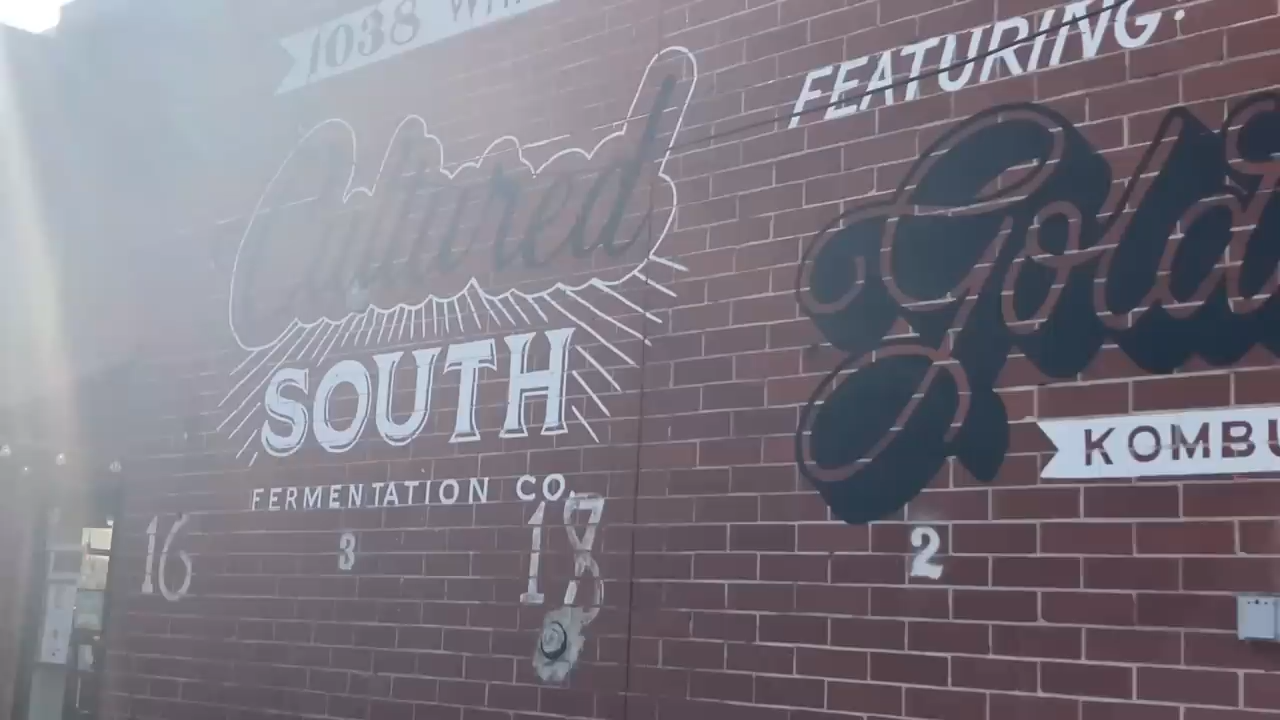 1038
Cultured
SOUTH
FERMENTATION CO.
16
3
18
FEATURING:
2